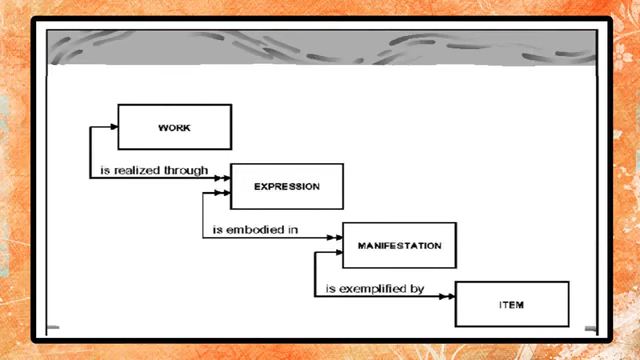 WORK
is realized through
EXPRESSION
is embodied in
MANIFESTATION
is exemplified by
ITEM